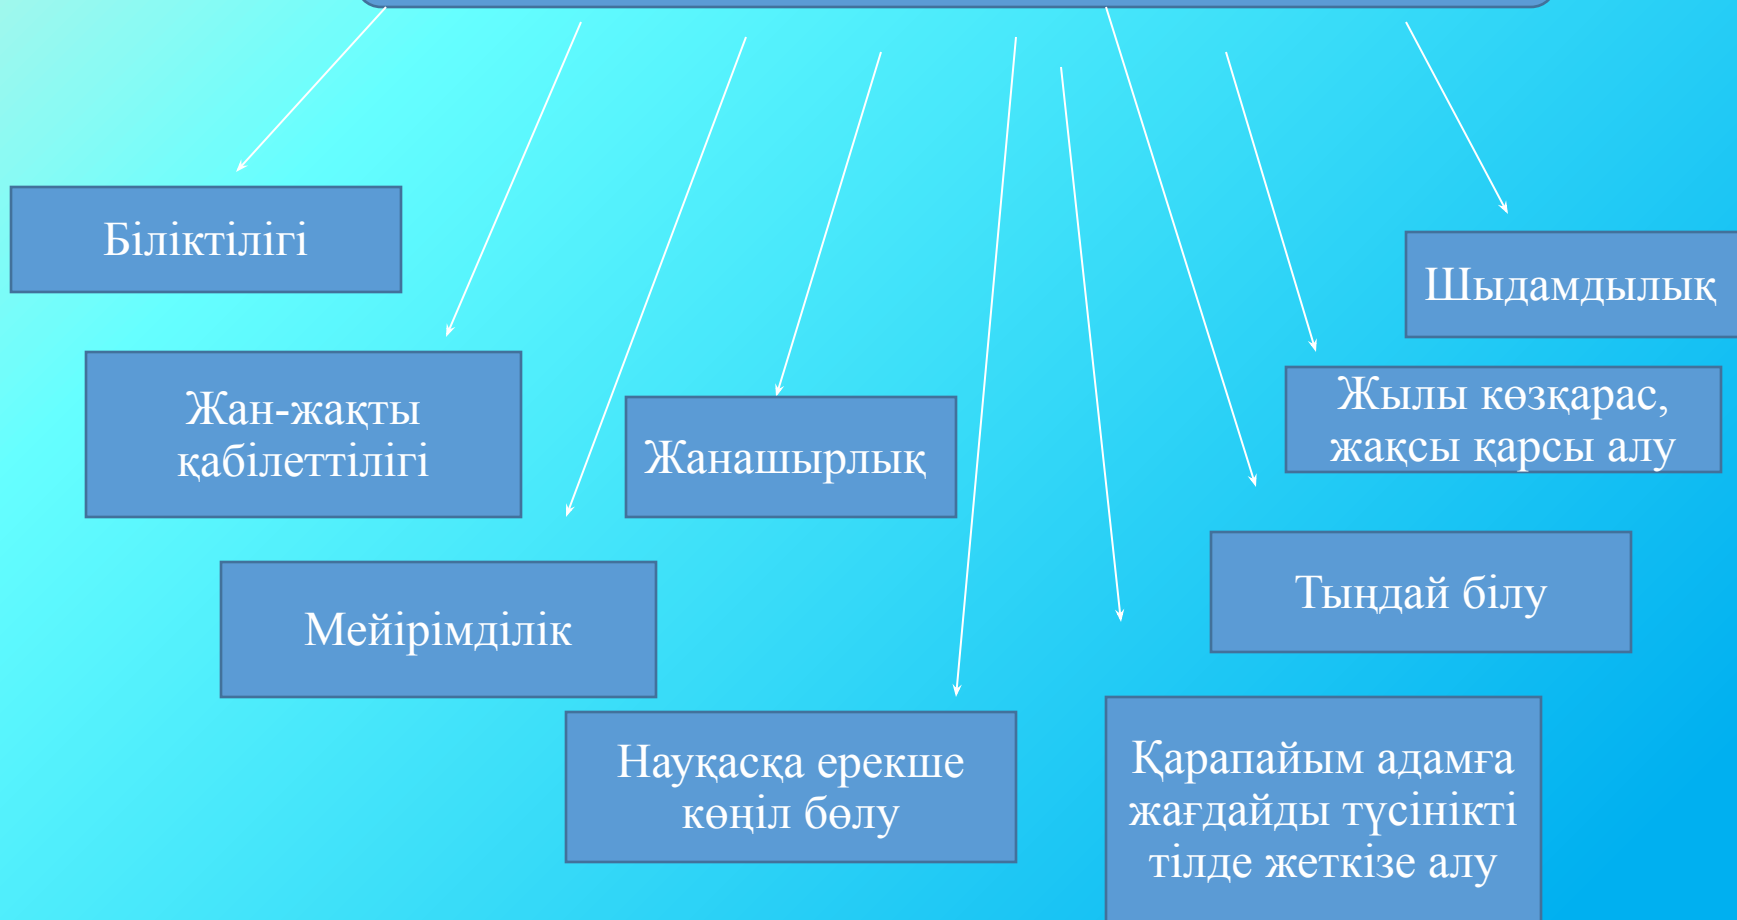 Біліктілігі
Шыдамдылық
Жан-жақты
қабілеттілігі
Жанашырлық
Жылы көзқарас,
жақсы қарсы алу
Мейірімділік
Тыңдай білу
Науқасқа ерекше
көңіл бөлу
Қарапайым адамға
жағдайды түсінікті
тілде жеткізе алу